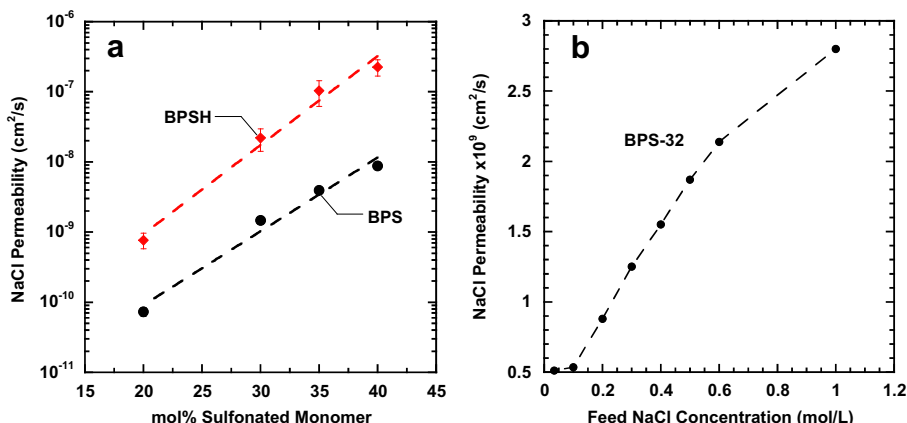 a
NaCl Permeability (cm²/s)
10⁻⁶
10⁻⁷
10⁻⁸
10⁻⁹
10⁻¹⁰
10⁻¹¹
BPSH
BPS
15 20 25 30 35 40 45
mol% Sulfonated Monomer
b
NaCl Permeability x10⁹ (cm²/s)
3
2.5
2
1.5
1
0.5
BPS-32
0 0.2 0.4 0.6 0.8 1 1.2
Feed NaCl Concentration (mol/L)